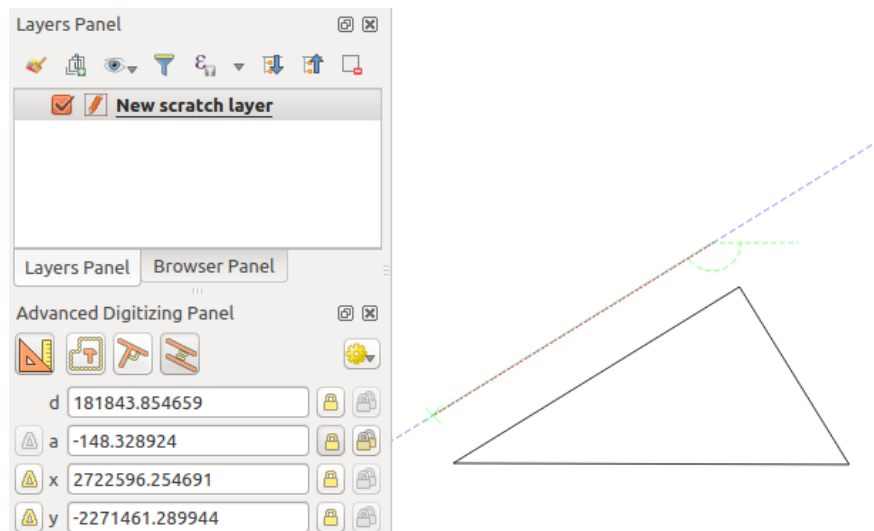 Layers Panel
New scratch layer
Layers Panel Browser Panel
Advanced Digitizing Panel
d 181843.854659
a -148.328924
x 2722596.254691
y -2271461.289944